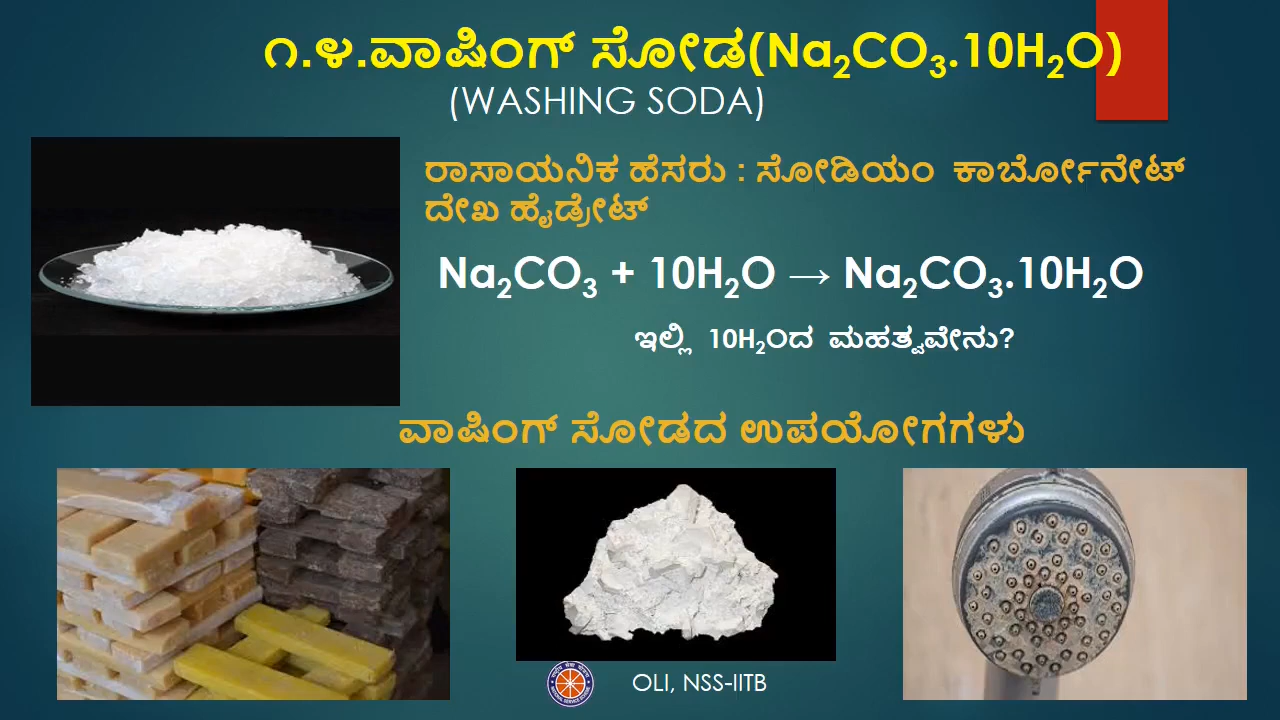 ೧.೪.ವಾಷಿಂಗ್ ಸೋಡ(Na₂CO₃.10H₂O)
(WASHING SODA)
ರಾಸಾಯನಿಕ ಹೆಸರು : ಸೋಡಿಯಂ ಕಾರ್ಬೋನೇಟ್
ದೇಖ ಹೈಡ್ರೇಟ್
Na₂CO₃ + 10H₂O → Na₂CO₃.10H₂O
ಇಲ್ಲಿ 10H₂Oದ ಮಹತ್ವವೇನು?
ವಾಷಿಂಗ್ ಸೋಡದ ಉಪಯೋಗಗಳು
OLI, NSS-IITB